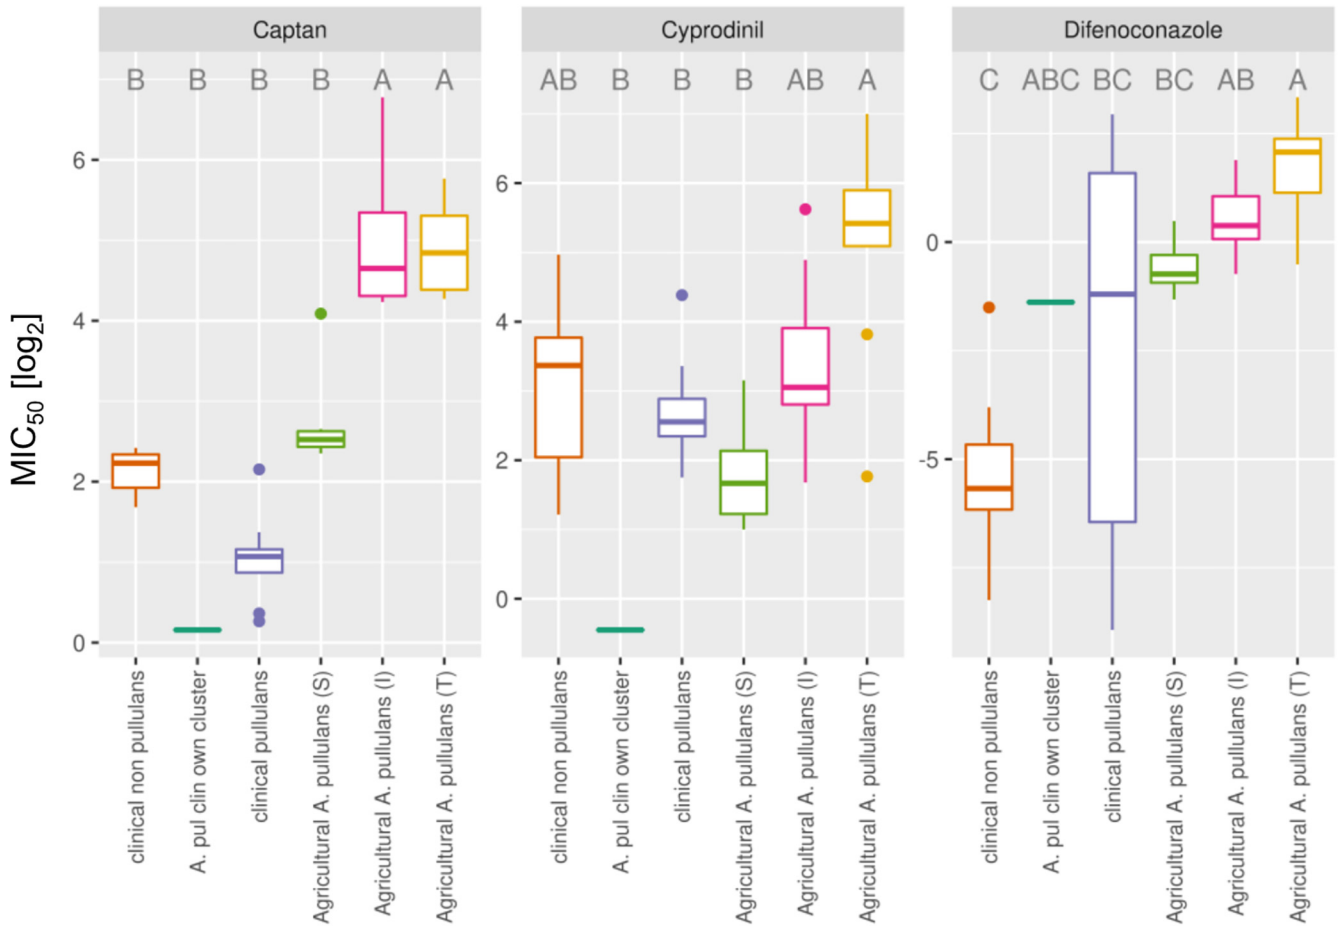 Captan
Cyprodinil
Difenoconazole
B B B B A A
AB B B B AB A
C ABC BC BC AB A
MIC50 [log2]
6
4
2
0
6
4
2
0
0
-5
clinical non pullulans
A. pul clin own cluster
clinical pullulans
Agricultural A. pullulans (S)
Agricultural A. pullulans (I)
Agricultural A. pullulans (T)
clinical non pullulans
A. pul clin own cluster
clinical pullulans
Agricultural A. pullulans (S)
Agricultural A. pullulans (I)
Agricultural A. pullulans (T)
clinical non pullulans
A. pul clin own cluster
clinical pullulans
Agricultural A. pullulans (S)
Agricultural A. pullulans (I)
Agricultural A. pullulans (T)